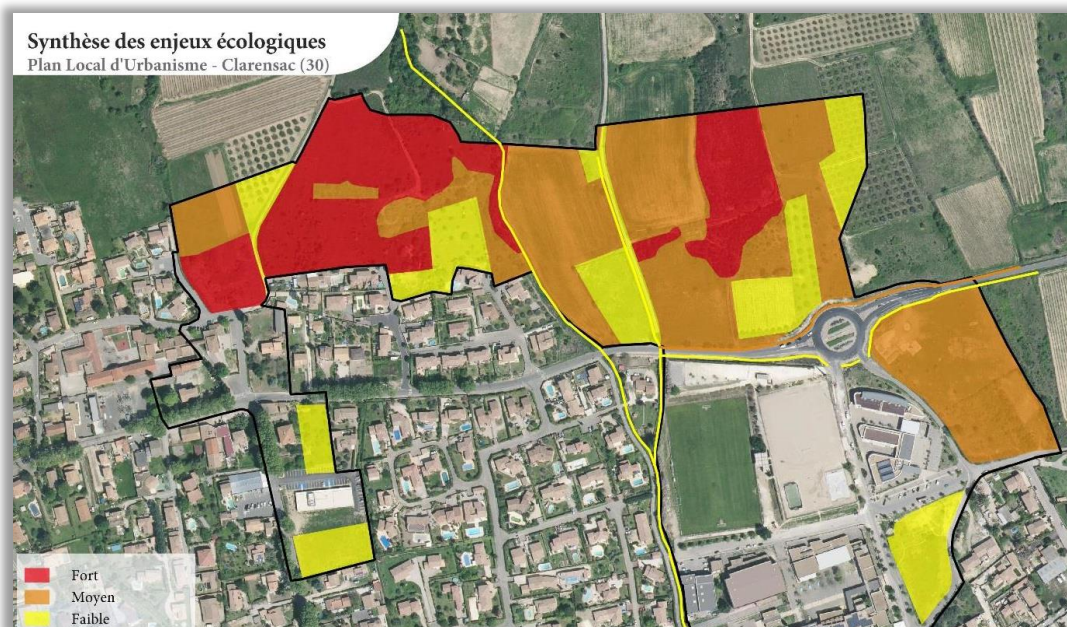 Synthèse des enjeux écologiques
Plan Local d'Urbanisme - Clarensac (30)
Fort
Moyen
Faible